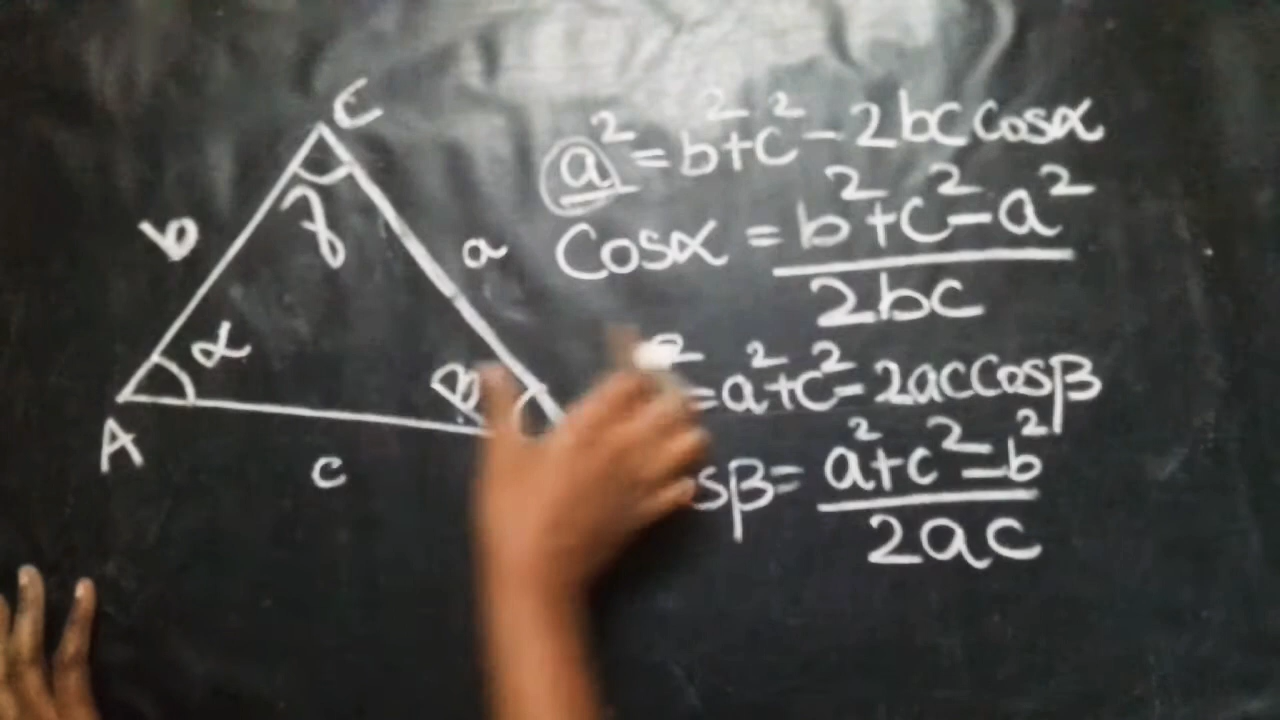 C
b
γ
a
α
β
A
c
a² = b² + c² - 2bc cosα
Cosα = b² + c² - a² / 2bc
² = a² + c² - 2ac cosβ
sβ = a² + c² - b² / 2ac